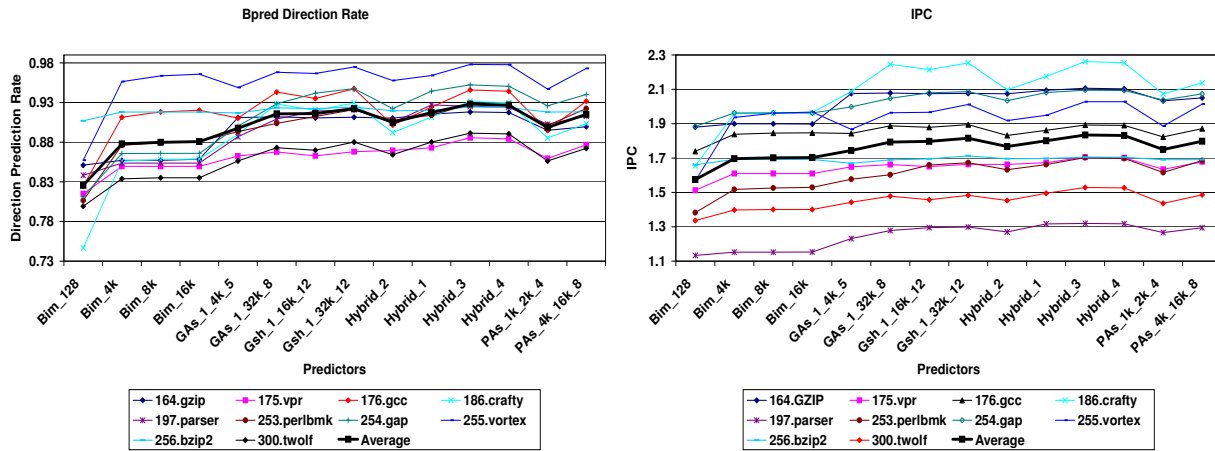 Bpred Direction Rate
Direction Prediction Rate
0.98
0.93
0.88
0.83
0.78
0.73
Bim_128
Bim_4k
Bim_8k
Bim_16k
GAs_1_4k_5
GAs_1_32k_8
Gsh_1_16k_12
Gsh_1_32k_12
Hybrid_2
Hybrid_1
Hybrid_3
Hybrid_4
PAs_1k_2k_4
PAs_4k_16k_8
Predictors
164.gzip 175.vpr 176.gcc 186.crafty
197.parser 253.perlbmk 254.gap 255.vortex
256.bzip2 300.twolf Average
IPC
IPC
2.3
2.1
1.9
1.7
1.5
1.3
1.1
Bim_128
Bim_4k
Bim_8k
Bim_16k
GAs_1_4k_5
GAs_1_32k_8
Gsh_1_16k_12
Gsh_1_32k_12
Hybrid_2
Hybrid_1
Hybrid_3
Hybrid_4
PAs_1k_2k_4
PAs_4k_16k_8
Predictors
164.GZIP 175.vpr 176.gcc 186.crafty
197.parser 253.perlbmk 254.gap 255.vortex
256.bzip2 300.twolf Average